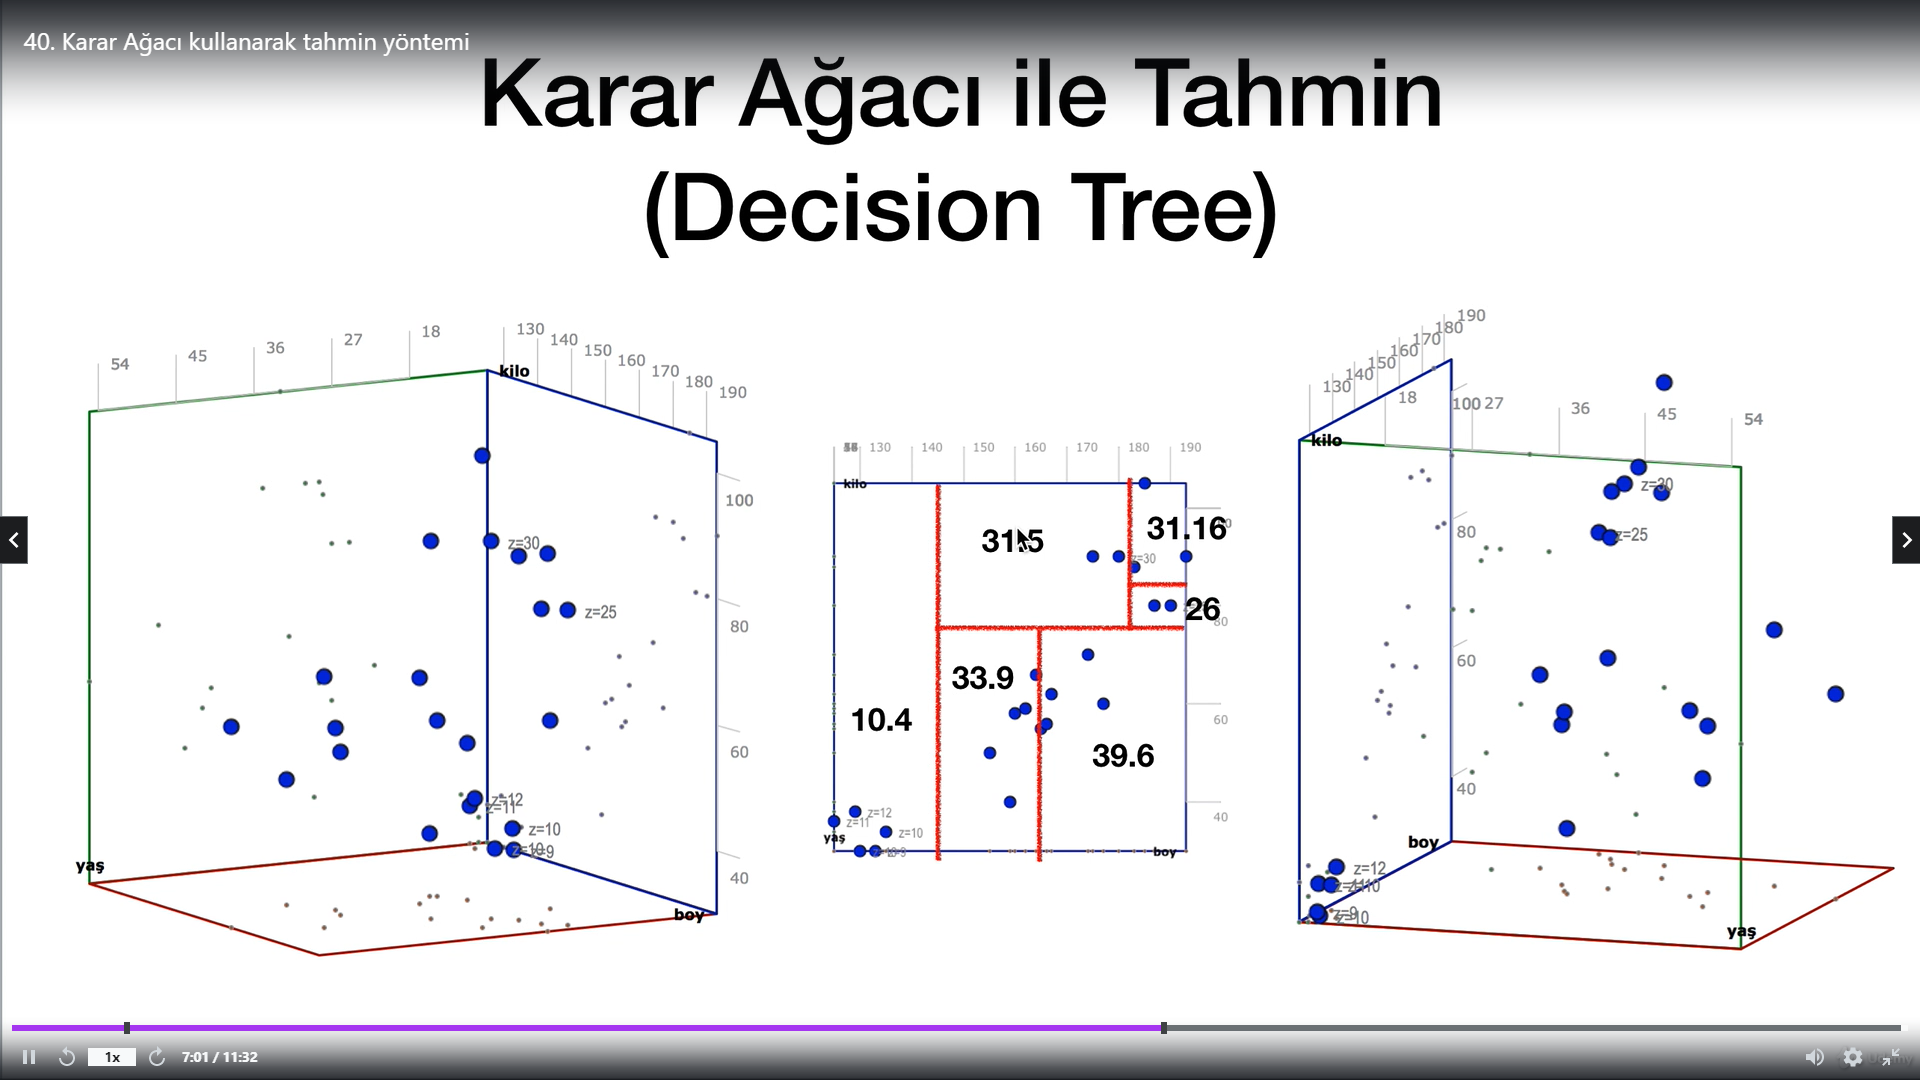 40. Karar Ağacı kullanarak tahmin yöntemi
Karar Ağacı ile Tahmin
(Decision Tree)
54
45
36
27
18
130
140
150
160
170
180
190
kilo
100
80
60
40
z=30
z=25
z=12
z=11
z=10
z=9
yaş
boy
130
140
150
160
170
180
190
kilo
31.5
31.16
z=30
26
80
33.9
10.4
60
39.6
z=12
z=11
z=10
40
yaş
boy
190
180
170
160
150
140
130
18
100
27
36
45
54
kilo
z=30
z=25
80
60
40
boy
z=12
z=10
z=9
z=10
yaş
1x
7:01 / 11:32